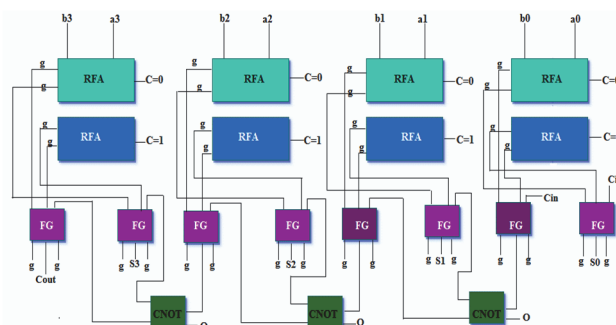 b3 a3 b2 a2 b1 a1 b0 a0
RFA C=0 RFA C=0 RFA C=0 RFA C=0
RFA C=1 RFA C=1 RFA C=1 RFA C=
g g g g g g g g
g g g g g g g g
Cin
Ci
FG FG FG FG FG FG FG FG
g g g S3 g g g g S2 g g g g S1 g g g g S0 g
Cout
CNOT CNOT CNOT
O O O